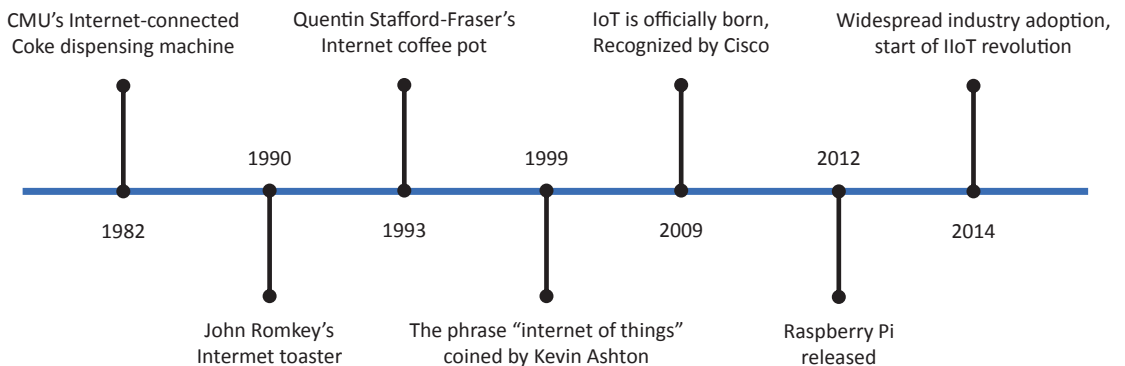 CMU's Internet-connected
Coke dispensing machine
Quentin Stafford-Fraser's
Internet coffee pot
IoT is officially born,
Recognized by Cisco
Widespread industry adoption,
start of IIoT revolution
1990
1999
2012
1982
1993
2009
2014
John Romkey's
Intermet toaster
The phrase “internet of things”
coined by Kevin Ashton
Raspberry Pi
released